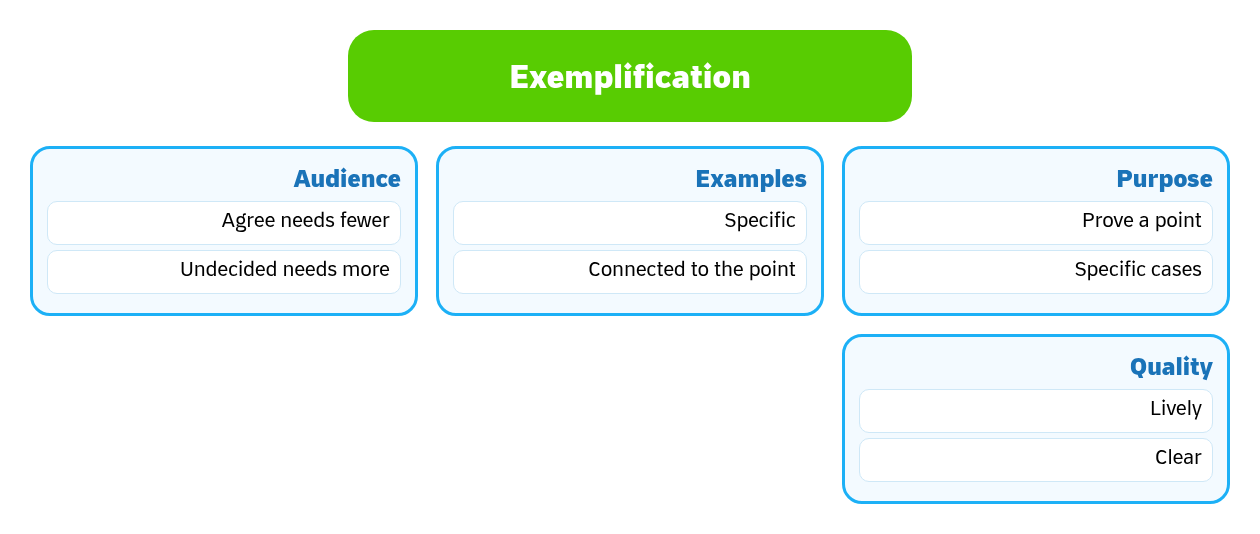 Exemplification
Purpose
Prove a point
Specific cases
Examples
Specific
Connected to the point
Audience
Agree needs fewer
Undecided needs more
Quality
Lively
Clear